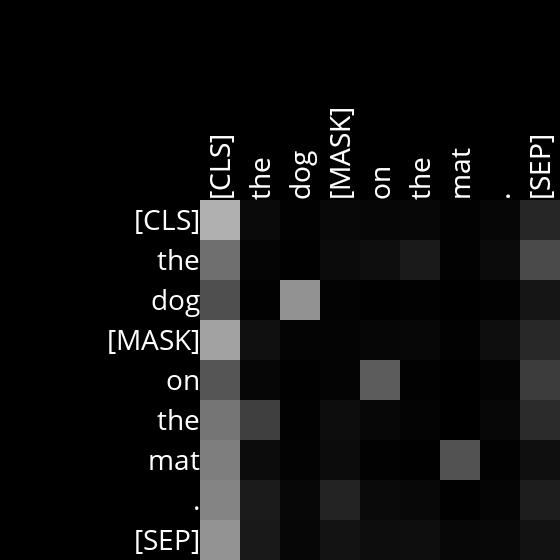 [CLS] the dog [MASK] on the mat . [SEP]
[CLS]
the
dog
[MASK]
on
the
mat
.
[SEP]